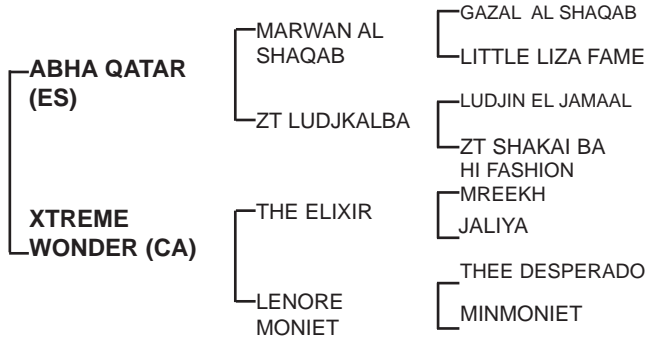 ABHA QATAR
(ES)
MARWAN AL
SHAQAB
GAZAL AL SHAQAB
LITTLE LIZA FAME
ZT LUDJKALBA
LUDJIN EL JAMAAL
ZT SHAKAI BA
HI FASHION
XTREME
WONDER (CA)
THE ELIXIR
MREEKH
JALIYA
LENORE
MONIET
THEE DESPERADO
MINMONIET